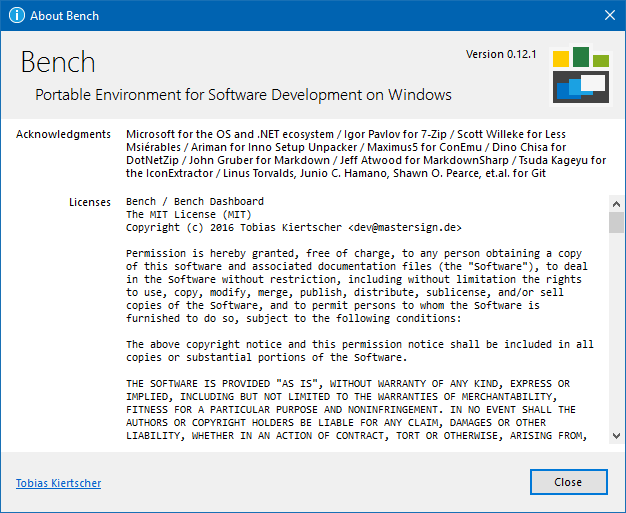 About Bench
Bench
Version 0.12.1
Portable Environment for Software Development on Windows
Acknowledgments
Microsoft for the OS and .NET ecosystem / Igor Pavlov for 7-Zip / Scott Willeke for Less
Msiérables / Ariman for Inno Setup Unpacker / Maximus5 for ConEmu / Dino Chisa for
DotNetZip / John Gruber for Markdown / Jeff Atwood for MarkdownSharp / Tsuda Kageyu for
the IconExtractor / Linus Torvalds, Junio C. Hamano, Shawn O. Pearce, et.al. for Git
Licenses
Bench / Bench Dashboard
The MIT License (MIT)
Copyright (c) 2016 Tobias Kiertscher <dev@mastersign.de>
Permission is hereby granted, free of charge, to any person obtaining a copy
of this software and associated documentation files (the "Software"), to deal
in the Software without restriction, including without limitation the rights
to use, copy, modify, merge, publish, distribute, sublicense, and/or sell
copies of the Software, and to permit persons to whom the Software is
furnished to do so, subject to the following conditions:
The above copyright notice and this permission notice shall be included in all
copies or substantial portions of the Software.
THE SOFTWARE IS PROVIDED "AS IS", WITHOUT WARRANTY OF ANY KIND, EXPRESS OR
IMPLIED, INCLUDING BUT NOT LIMITED TO THE WARRANTIES OF MERCHANTABILITY,
FITNESS FOR A PARTICULAR PURPOSE AND NONINFRINGEMENT. IN NO EVENT SHALL THE
AUTHORS OR COPYRIGHT HOLDERS BE LIABLE FOR ANY CLAIM, DAMAGES OR OTHER
LIABILITY, WHETHER IN AN ACTION OF CONTRACT, TORT OR OTHERWISE, ARISING FROM,
Tobias Kiertscher
Close